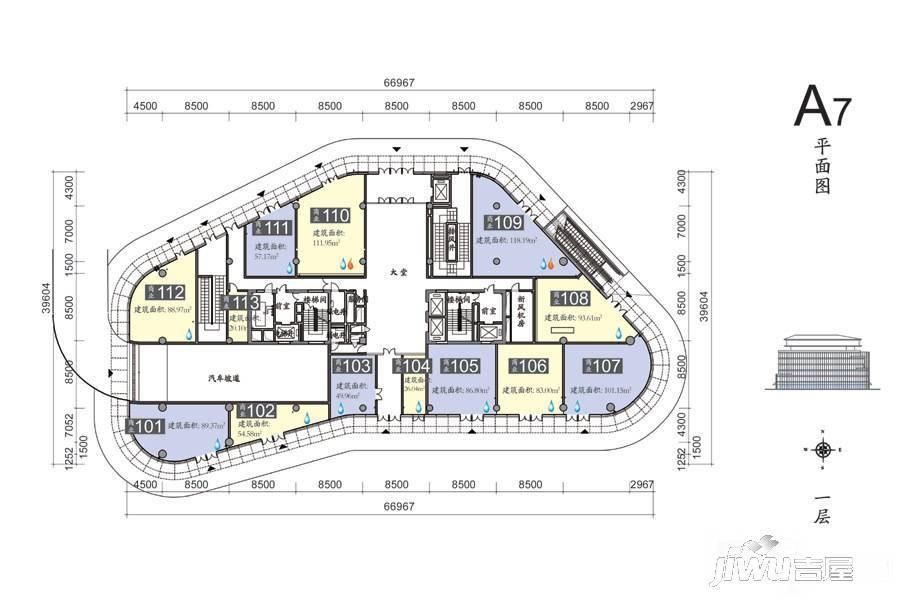 66967
4500 8500 8500 8500 8500 8500 8500 8500 2967
A7
平面图
39604
4300
7000
1500
8500
8500
7052
1500
1252
4300
7000
1500
8500
8500
4300
1500
1252
39604
商业 111
建筑面积:
57.17m²
商业 110
建筑面积:
111.95m²
商业 109
建筑面积: 118.19m²
大堂
新风井
商业 112
建筑面积: 88.97m²
商业 113
建筑面积:
前室
楼梯间
楼梯间
前室
新风机房
商业 108
建筑面积:
93.61m²
汽车坡道
商业 103
建筑面积:
49.96m²
商业 104
建筑面积:
26.04m²
商业 105
建筑面积: 86.80m²
商业 106
建筑面积: 83.00m²
商业 107
建筑面积: 101.15m²
商业 101
建筑面积: 89.37m²
商业 102
建筑面积:
54.58m²
4500 8500 8500 8500 8500 8500 8500 8500 2967
66967
N
W E
S
一层
jiwu吉屋